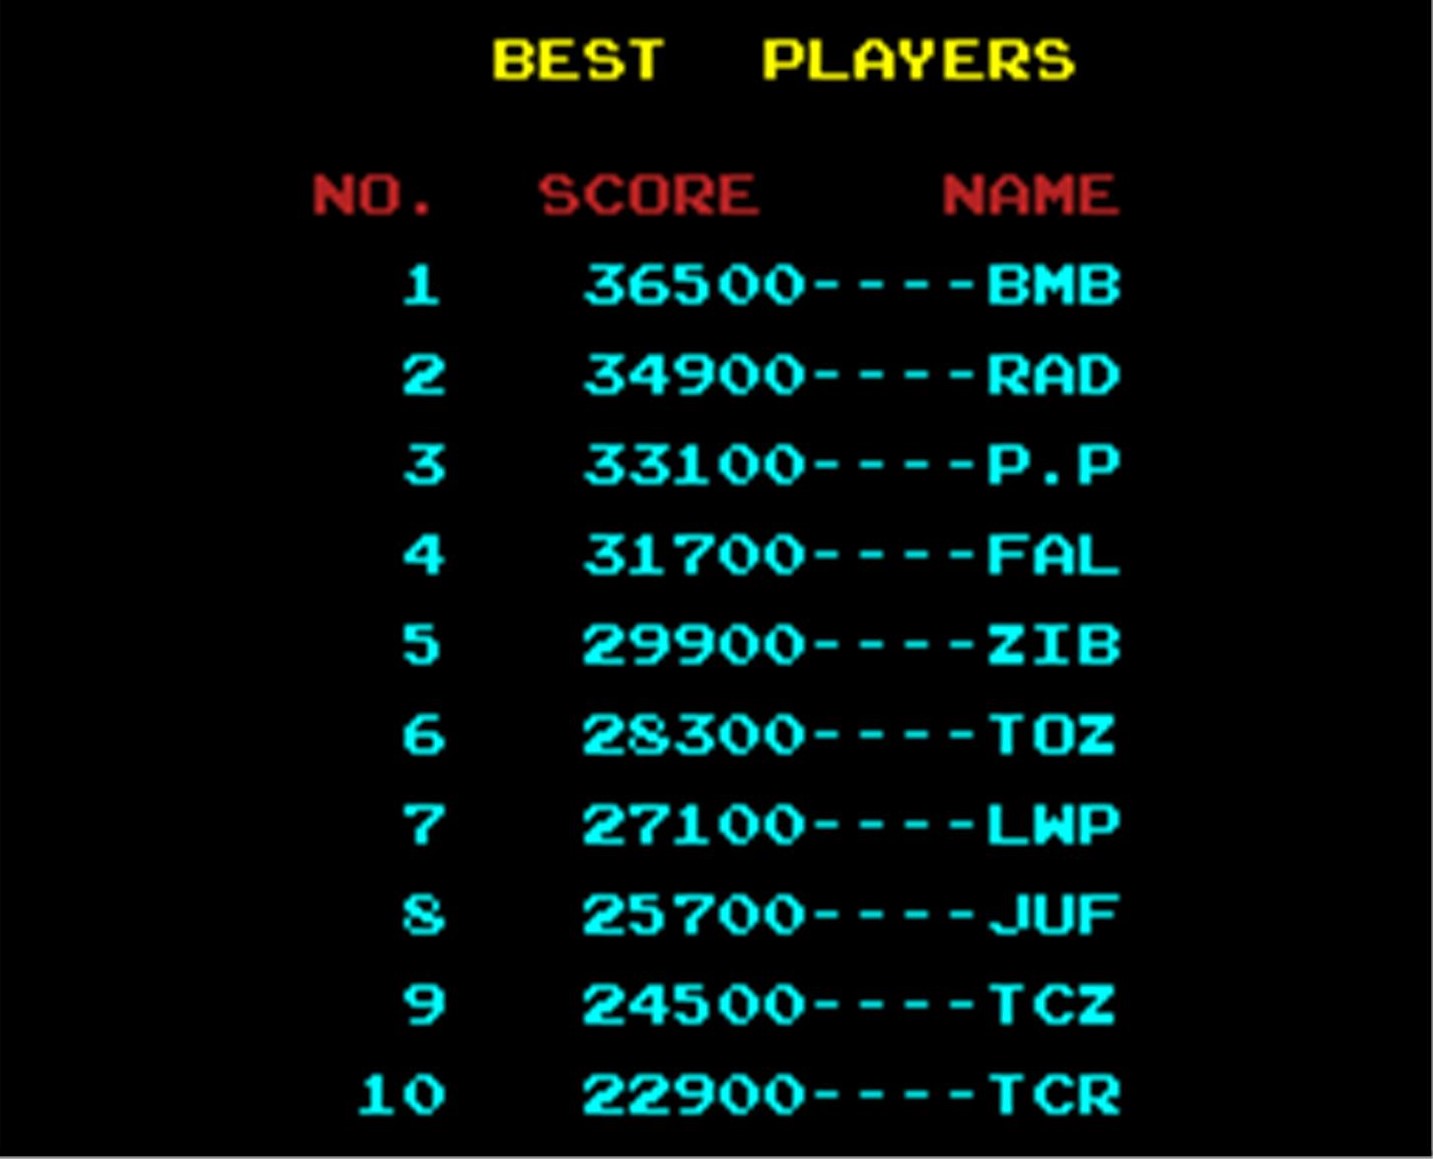 BEST PLAYERS
NO. SCORE NAME
1 36500----BMB
2 34900----RAD
3 33100----P.P
4 31700----FAL
5 29900----ZIB
6 28300----TOZ
7 27100----LWP
8 25700----JUF
9 24500----TCZ
10 22900----TCR